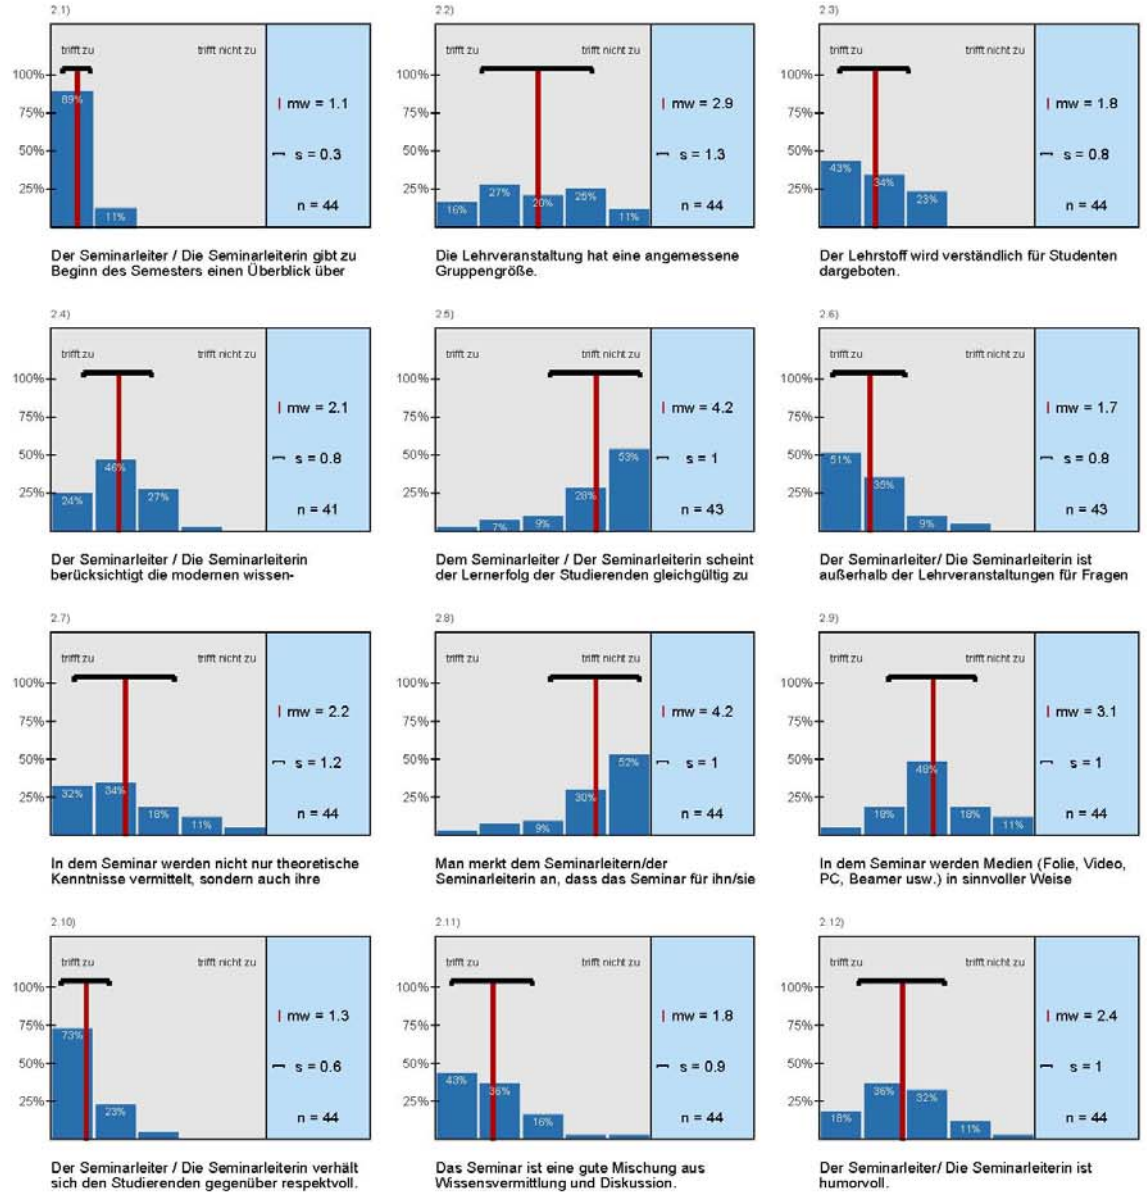 2.1)
trifft zu trifft nicht zu
100%
75%
50%
25%
89%
11%
mw = 1.1
s = 0.3
n = 44
Der Seminarleiter / Die Seminarleiterin gibt zu
Beginn des Semesters einen Überblick über
2.2)
trifft zu trifft nicht zu
100%
75%
50%
25%
16%
27%
20%
25%
11%
mw = 2.9
s = 1.3
n = 44
Die Lehrveranstaltung hat eine angemessene
Gruppengröße.
2.3)
trifft zu trifft nicht zu
100%
75%
50%
25%
43%
34%
23%
mw = 1.8
s = 0.8
n = 44
Der Lehrstoff wird verständlich für Studenten
dargeboten.
2.4)
trifft zu trifft nicht zu
100%
75%
50%
25%
24%
46%
27%
mw = 2.1
s = 0.8
n = 41
Der Seminarleiter / Die Seminarleiterin
berücksichtigt die modernen wissen-
2.5)
trifft zu trifft nicht zu
100%
75%
50%
25%
7%
9%
28%
53%
mw = 4.2
s = 1
n = 43
Dem Seminarleiter / Der Seminarleiterin scheint
der Lernerfolg der Studierenden gleichgültig zu
2.6)
trifft zu trifft nicht zu
100%
75%
50%
25%
51%
35%
9%
mw = 1.7
s = 0.8
n = 43
Der Seminarleiter/ Die Seminarleiterin ist
außerhalb der Lehrveranstaltungen für Fragen
2.7)
trifft zu trifft nicht zu
100%
75%
50%
25%
32%
34%
18%
11%
mw = 2.2
s = 1.2
n = 44
In dem Seminar werden nicht nur theoretische
Kenntnisse vermittelt, sondern auch ihre
2.8)
trifft zu trifft nicht zu
100%
75%
50%
25%
9%
30%
52%
mw = 4.2
s = 1
n = 44
Man merkt dem Seminarleitern/der
Seminarleiterin an, dass das Seminar für ihn/sie
2.9)
trifft zu trifft nicht zu
100%
75%
50%
25%
18%
48%
18%
11%
mw = 3.1
s = 1
n = 44
In dem Seminar werden Medien (Folie, Video,
PC, Beamer usw.) in sinnvoller Weise
2.10)
trifft zu trifft nicht zu
100%
75%
50%
25%
73%
23%
mw = 1.3
s = 0.6
n = 44
Der Seminarleiter / Die Seminarleiterin verhält
sich den Studierenden gegenüber respektvoll.
2.11)
trifft zu trifft nicht zu
100%
75%
50%
25%
43%
36%
16%
mw = 1.8
s = 0.9
n = 44
Das Seminar ist eine gute Mischung aus
Wissensvermittlung und Diskussion.
2.12)
trifft zu trifft nicht zu
100%
75%
50%
25%
18%
36%
32%
11%
mw = 2.4
s = 1
n = 44
Der Seminarleiter/ Die Seminarleiterin ist
humorvoll.